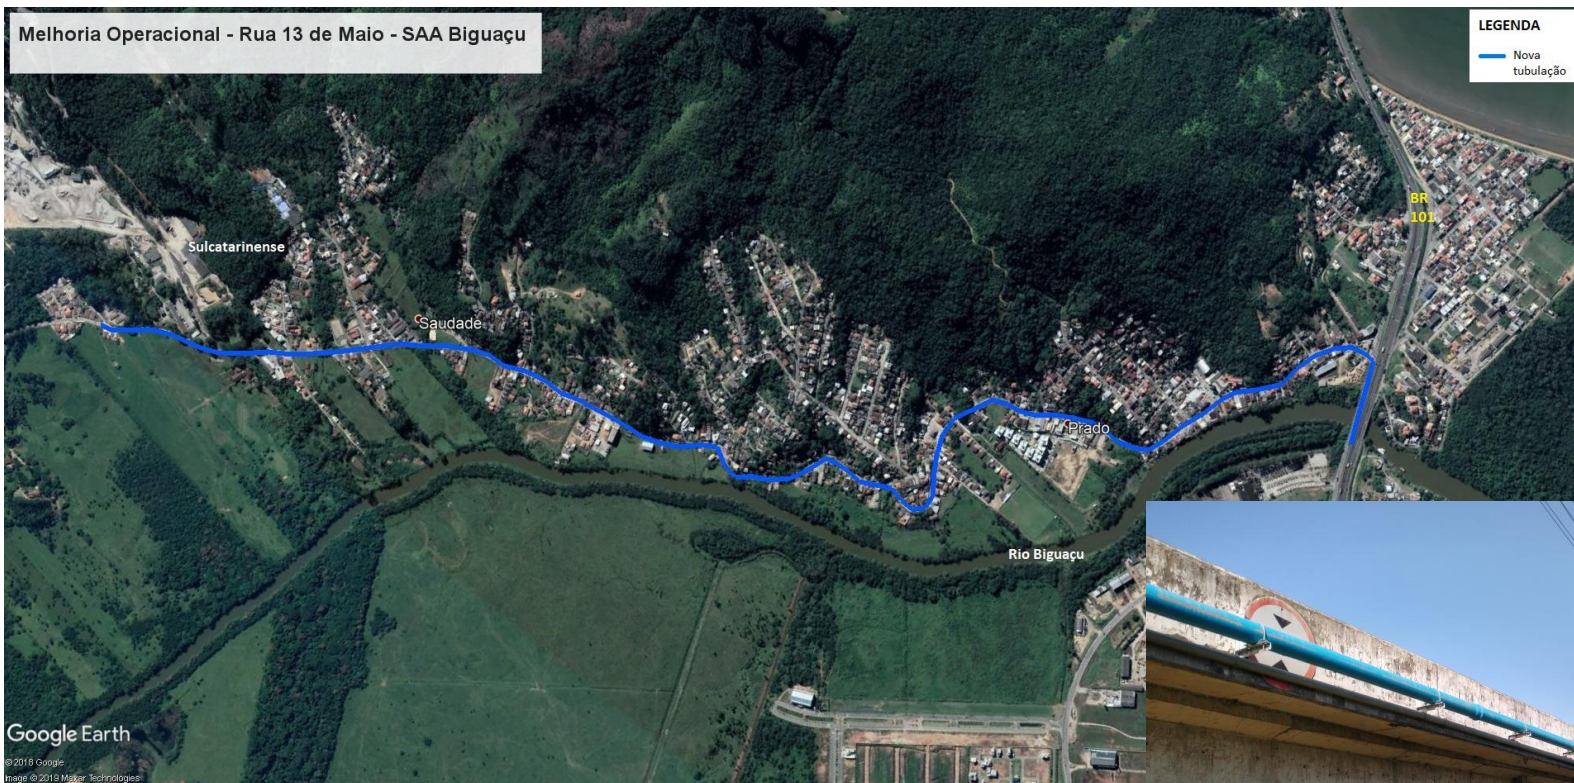 Melhoria Operacional - Rua 13 de Maio - SAA Biguaçu
LEGENDA
Nova
tubulação
BR
101
Sulcatarinense
Saudade
Prado
Rio Biguaçu
Google Earth
© 2018 Google
Image © 2019 Maxar Technologies